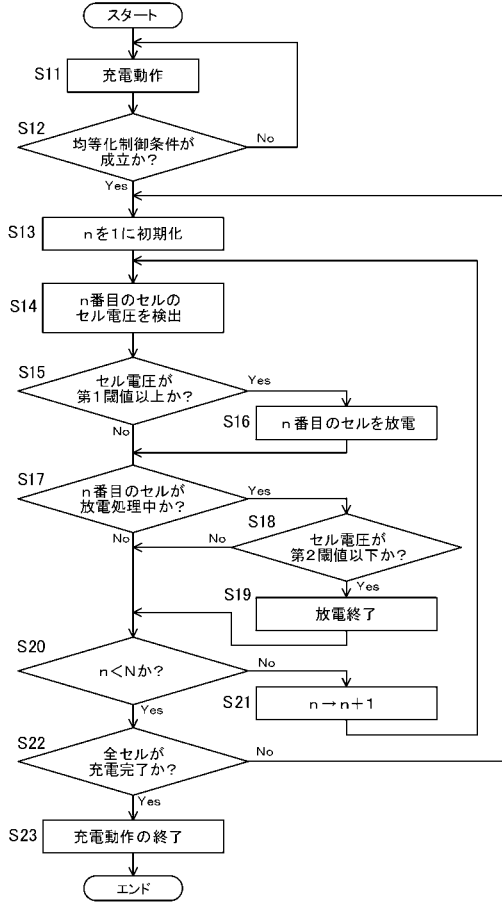 スタート
S11
充電動作
S12
均等化制御条件が
成立か？
No
Yes
S13
nを1に初期化
S14
n番目のセルの
セル電圧を検出
S15
セル電圧が
第1閾値以上か？
Yes
No
S16
n番目のセルを放電
S17
n番目のセルが
放電処理中か？
Yes
No
S18
セル電圧が
第2閾値以下か？
No
Yes
S19
放電終了
S20
n＜Nか？
No
Yes
S21
n→n＋1
S22
全セルが
充電完了か？
No
Yes
S23
充電動作の終了
エンド